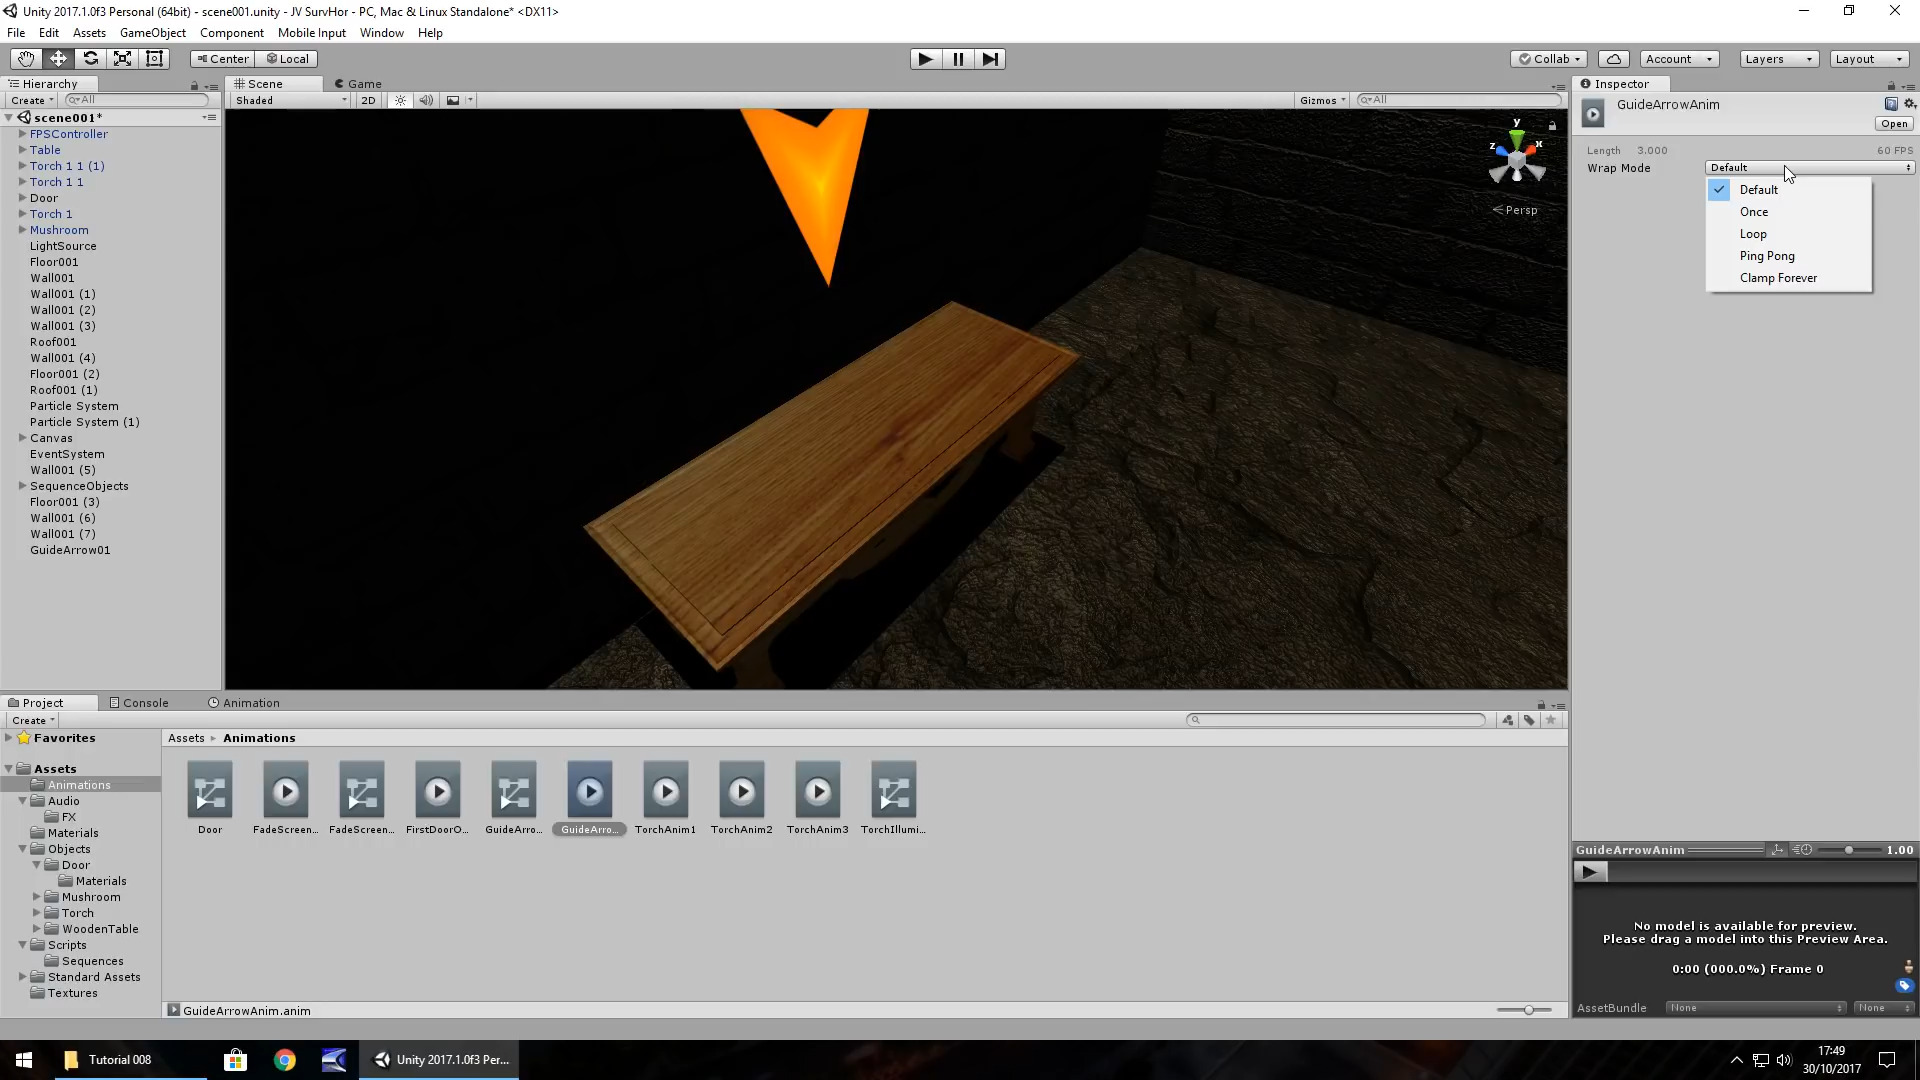 Unity 2017.1.0f3 Personal (64bit) - scene001.unity - JV SurvHor - PC, Mac & Linux Standalone* <DX11>
File Edit Assets GameObject Component Mobile Input Window Help
Center Local Collab Account Layers Layout
Hierarchy
Create All
scene001*
FPSController
Table
Torch 1 1 (1)
Torch 1 1
Door
Torch 1
Mushroom
LightSource
Floor001
Wall001
Wall001 (1)
Wall001 (2)
Wall001 (3)
Roof001
Wall001 (4)
Floor001 (2)
Roof001 (1)
Particle System
Particle System (1)
Canvas
EventSystem
Wall001 (5)
SequenceObjects
Floor001 (3)
Wall001 (6)
Wall001 (7)
GuideArrow01
Scene Game
Shaded 2D Gizmos All
y
z x
Persp
Inspector
GuideArrowAnim
Open
Length 3.000 60 FPS
Wrap Mode Default
Default
Once
Loop
Ping Pong
Clamp Forever
Project Console Animation
Create
Favorites
Assets
Animations
Audio
FX
Materials
Objects
Door
Materials
Mushroom
Torch
WoodenTable
Scripts
Sequences
Standard Assets
Textures
Assets Animations
Door FadeScreen... FadeScreen... FirstDoorO... GuideArro... GuideArro... TorchAnim1 TorchAnim2 TorchAnim3 TorchIllumi...
GuideArrowAnim.anim
GuideArrowAnim 1.00
No model is available for preview.
Please drag a model into this Preview Area.
0:00 (000.0%) Frame 0
AssetBundle None None
Tutorial 008 Unity 2017.1.0f3 Per...
17:49
30/10/2017